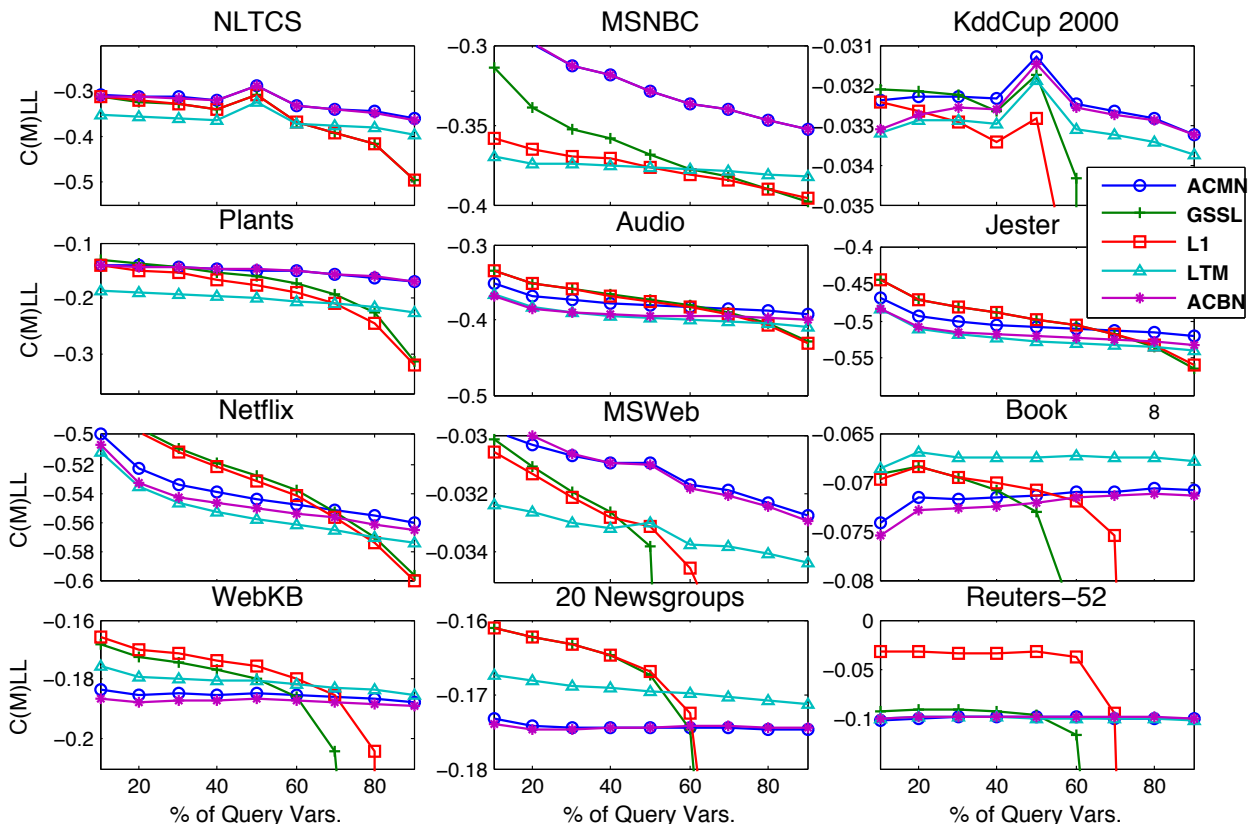 NLTCS
MSNBC
KddCup 2000
C(M)LL
−0.3
−0.4
−0.5
−0.3
−0.35
−0.4
−0.031
−0.032
−0.033
−0.034
−0.035
ACMN
GSSL
L1
LTM
ACBN
Plants
Audio
Jester
C(M)LL
−0.1
−0.2
−0.3
−0.3
−0.4
−0.5
−0.4
−0.45
−0.5
−0.55
Netflix
MSWeb
Book
8
C(M)LL
−0.5
−0.52
−0.54
−0.56
−0.58
−0.6
−0.03
−0.032
−0.034
−0.065
−0.07
−0.075
−0.08
WebKB
20 Newsgroups
Reuters−52
C(M)LL
−0.16
−0.18
−0.2
−0.16
−0.17
−0.18
0
−0.05
−0.1
20 40 60 80
20 40 60 80
20 40 60 80
% of Query Vars.
% of Query Vars.
% of Query Vars.